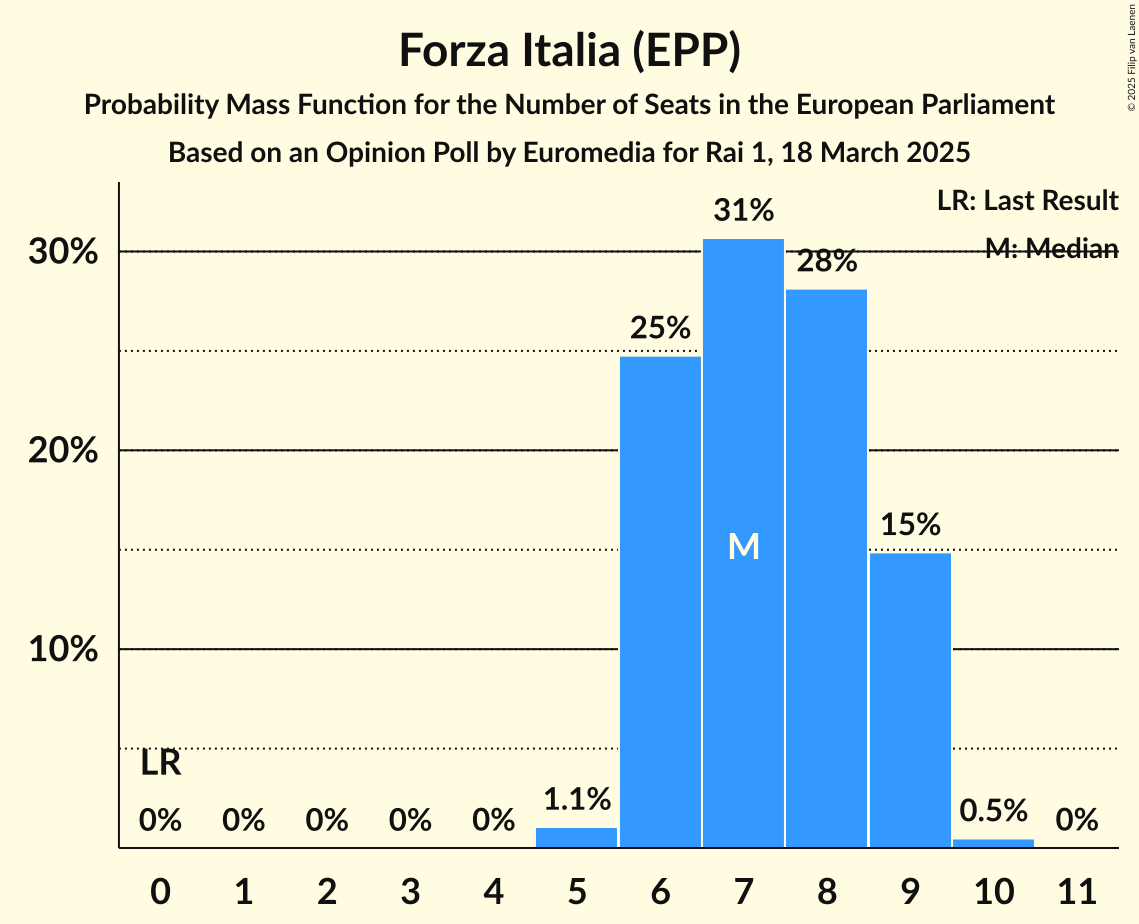 Forza Italia (EPP)
Probability Mass Function for the Number of Seats in the European Parliament
Based on an Opinion Poll by Euromedia for Rai 1, 18 March 2025
© 2025 Filip van Laenen
LR: Last Result
M: Median
30%
20%
10%
LR
0%
0%
0%
0%
0%
1.1%
25%
31%
28%
15%
0.5%
0%
M
0 1 2 3 4 5 6 7 8 9 10 11